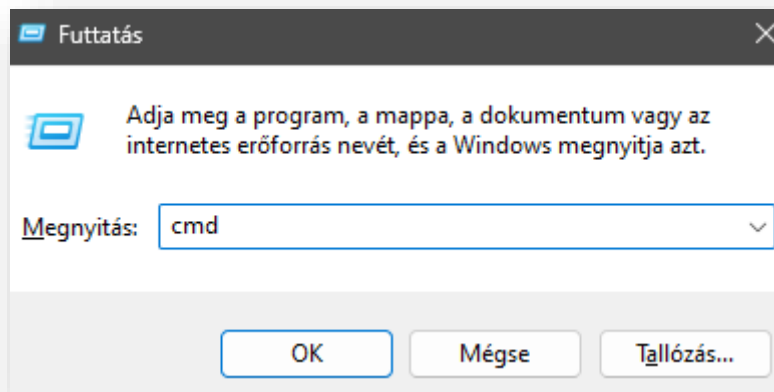 Futtatás
Adja meg a program, a mappa, a dokumentum vagy az
internetes erőforrás nevét, és a Windows megnyitja azt.
Megnyitás: cmd
OK Mégse Tallózás...